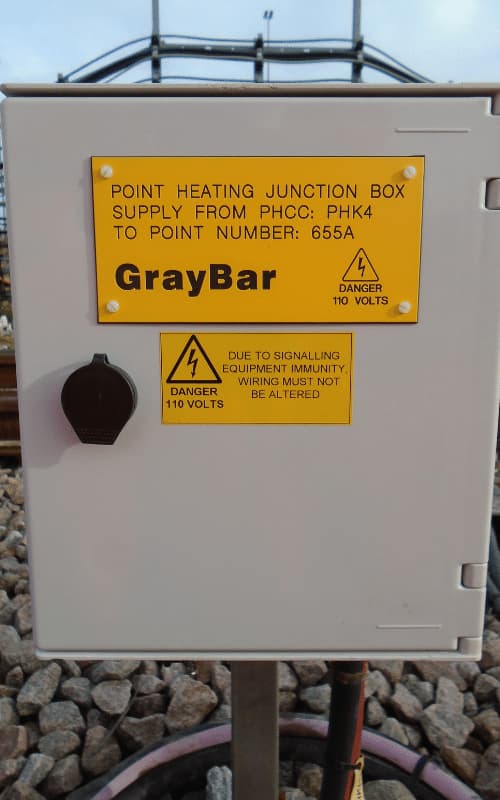 POINT HEATING JUNCTION BOX
SUPPLY FROM PHCC: PHK4
TO POINT NUMBER: 655A
GrayBar
DANGER
110 VOLTS
DANGER
110 VOLTS
DUE TO SIGNALLING
EQUIPMENT IMMUNITY,
WIRING MUST NOT
BE ALTERED